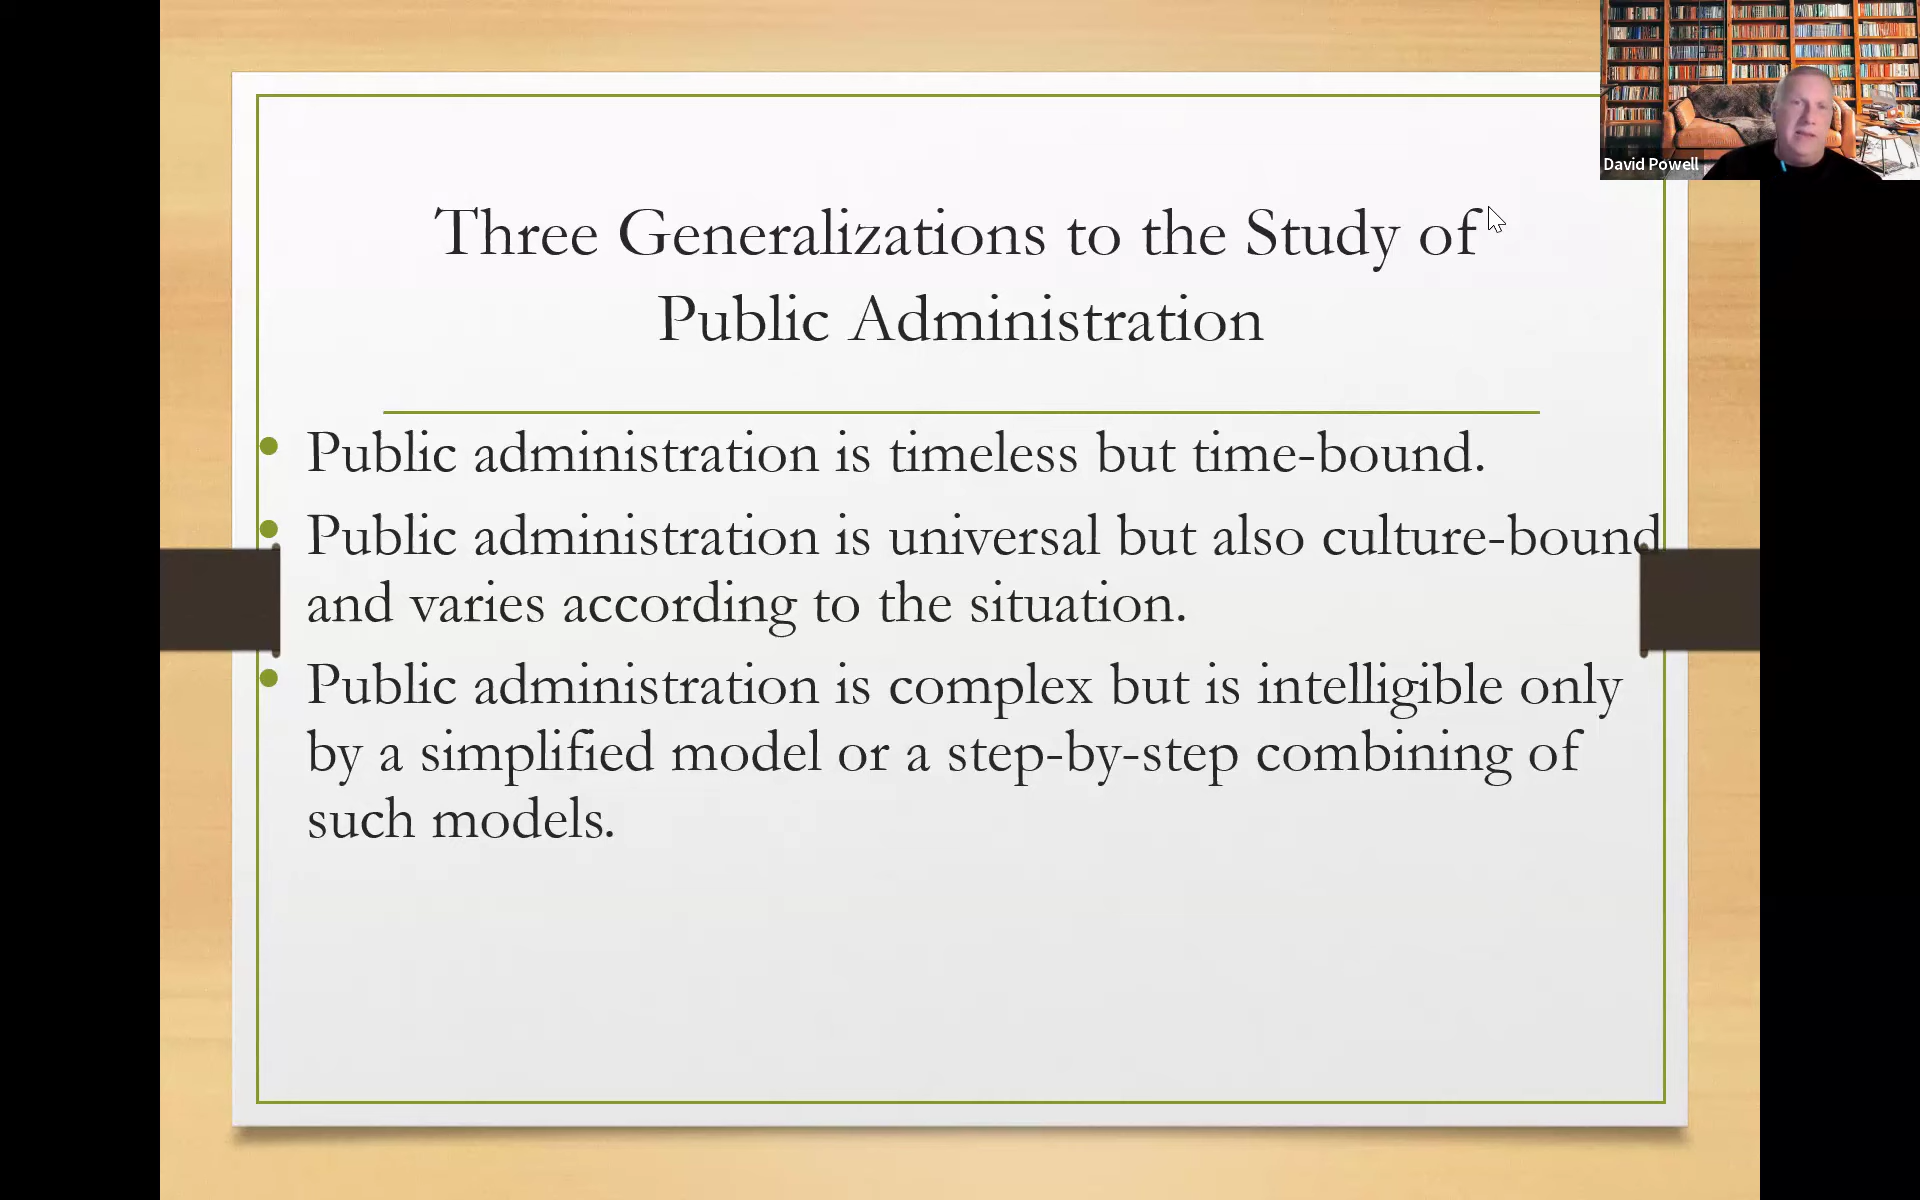 David Powell
Three Generalizations to the Study of
Public Administration
• Public administration is timeless but time-bound.
• Public administration is universal but also culture-bound
and varies according to the situation.
• Public administration is complex but is intelligible only
by a simplified model or a step-by-step combining of
such models.